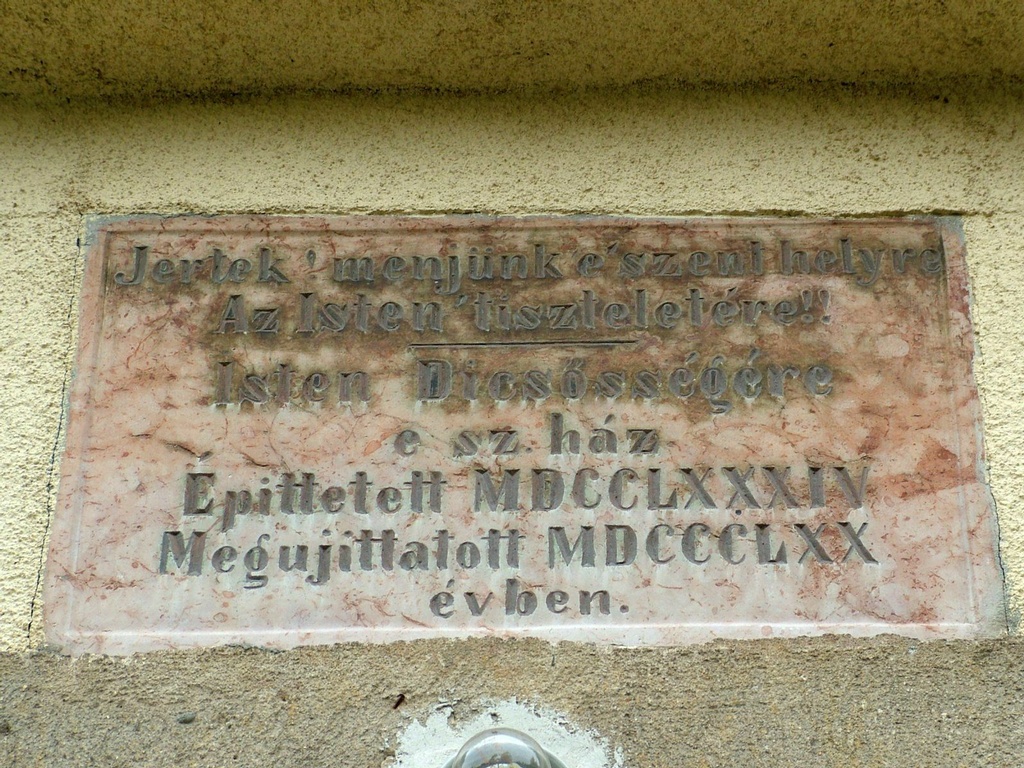 Jertek ' menjünk e' szent helyre
Az Isten' tiszteletére!!
Isten Dicsősségére
e sz. ház
Épittetett MDCCLXXXIV
Megujittatott MDCCCLXX
évben.